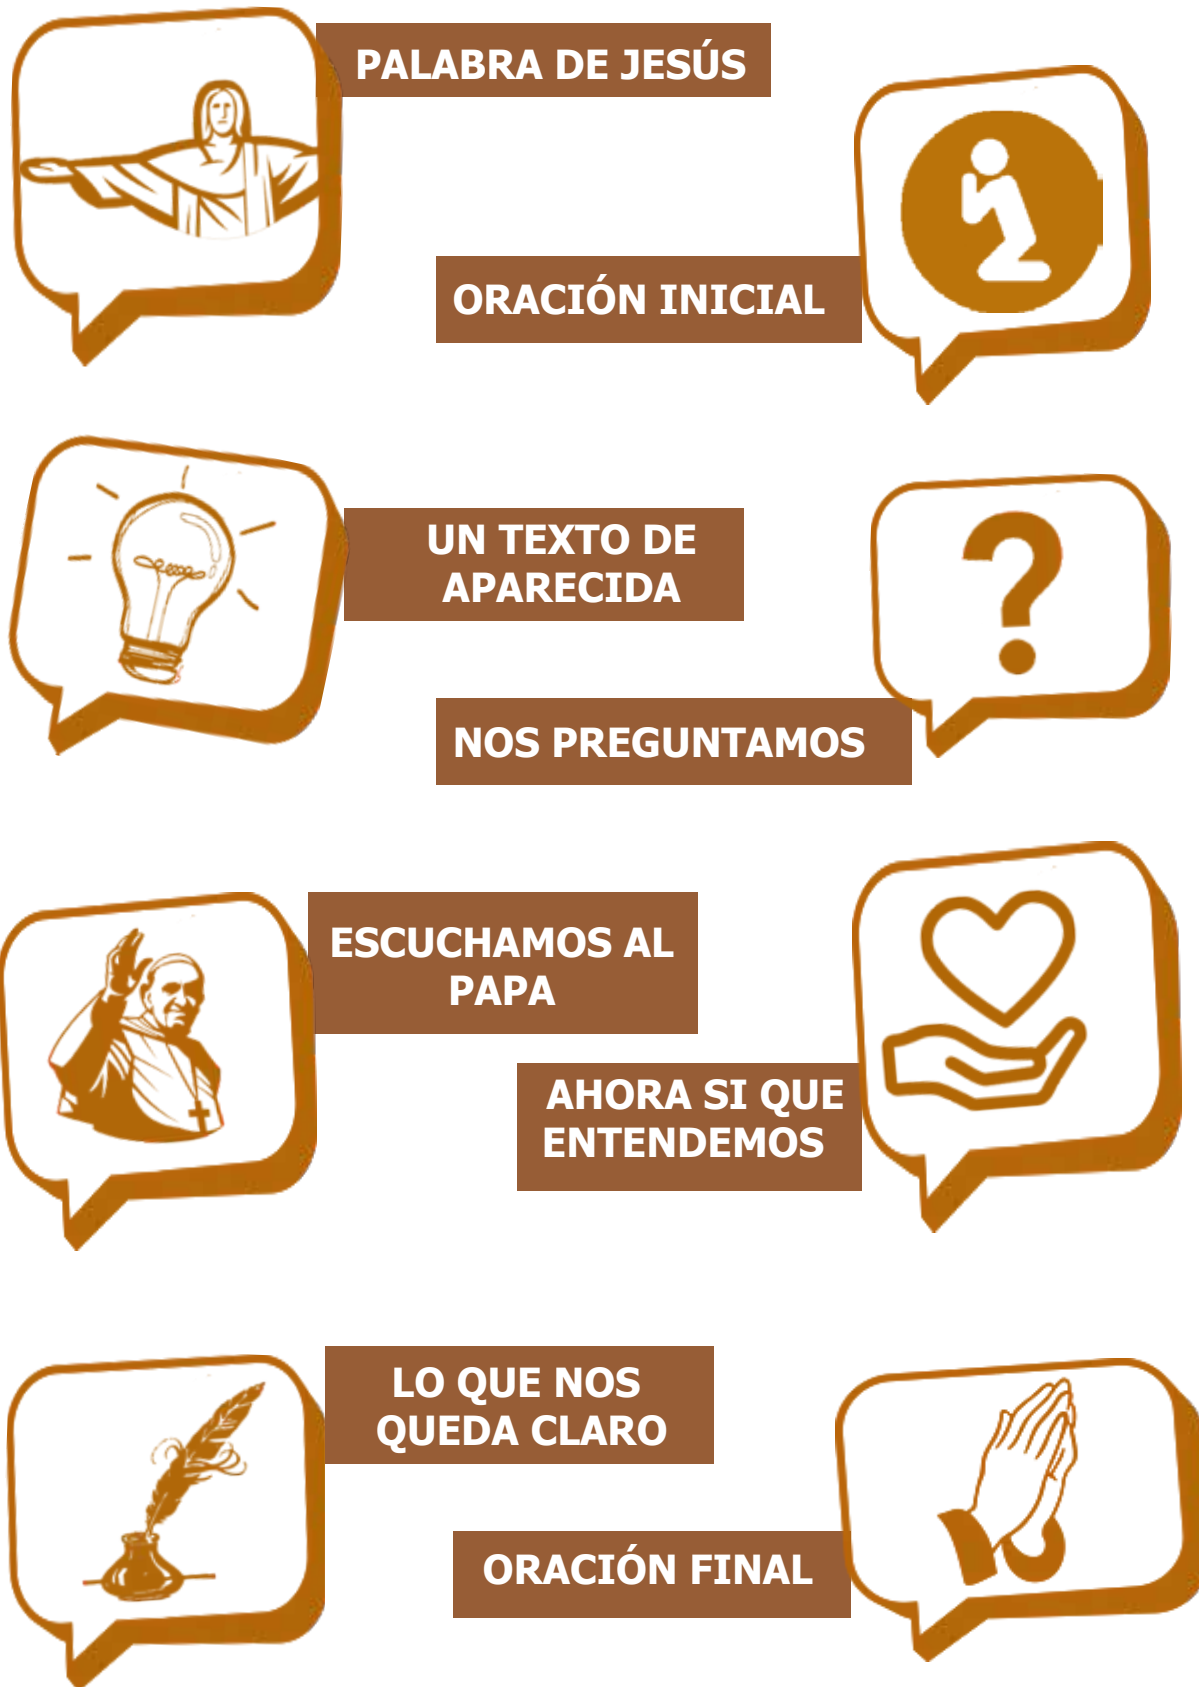 PALABRA DE JESÚS
ORACIÓN INICIAL
UN TEXTO DE
APARECIDA
NOS PREGUNTAMOS
ESCUCHAMOS AL
PAPA
AHORA SI QUE
ENTENDEMOS
LO QUE NOS
QUEDA CLARO
ORACIÓN FINAL